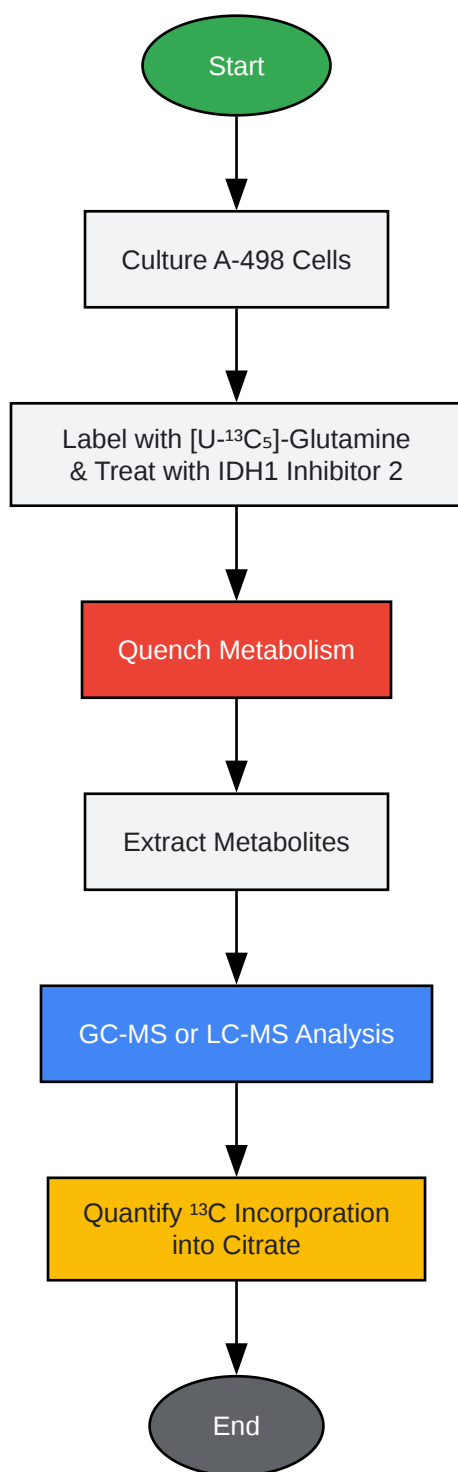 Start
Culture A-498 Cells
Label with [U-¹³C₅]-Glutamine
& Treat with IDH1 Inhibitor 2
Quench Metabolism
Extract Metabolites
GC-MS or LC-MS Analysis
Quantify ¹³C Incorporation
into Citrate
End